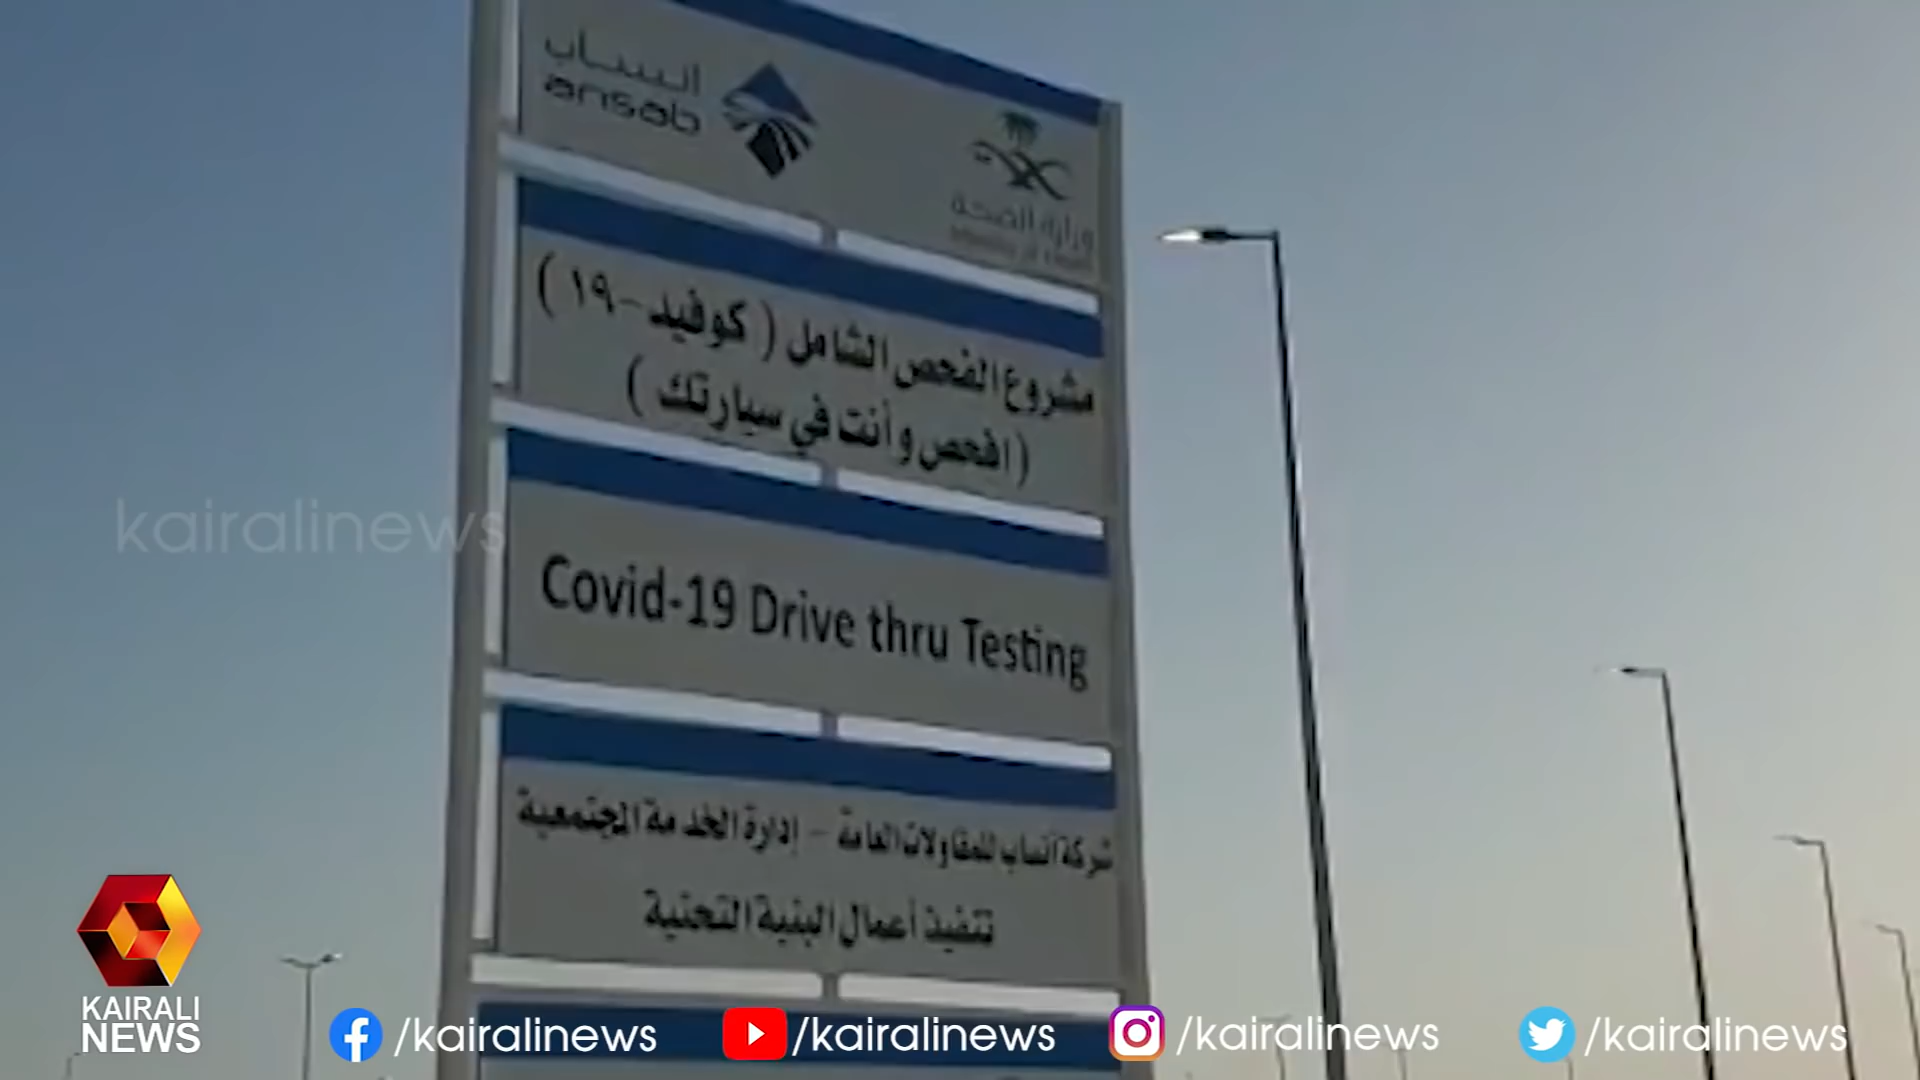 انساب
ansab
وزارة الصحة
مشروع الفحص الشامل ( كوفيد-١٩ )
( افحص وأنت في سيارتك )
kairalinews
Covid-19 Drive thru Testing
شركة أنساب للمقاولات العامة - إدارة الخدمة المجتمعية
تنفيذ أعمال البنية التحتية
KAIRALI
NEWS
/kairalinews
/kairalinews
/kairalinews
/kairalinews